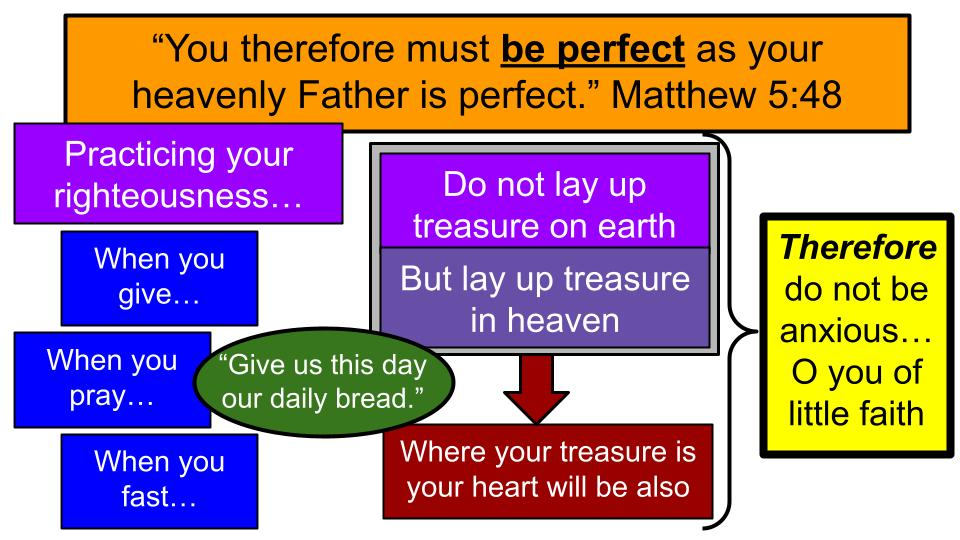 “You therefore must be perfect as your
heavenly Father is perfect.” Matthew 5:48
Practicing your
righteousness…
When you
give…
When you
pray…
“Give us this day
our daily bread.”
When you
fast…
Do not lay up
treasure on earth
But lay up treasure
in heaven
Where your treasure is
your heart will be also
Therefore
do not be
anxious…
O you of
little faith